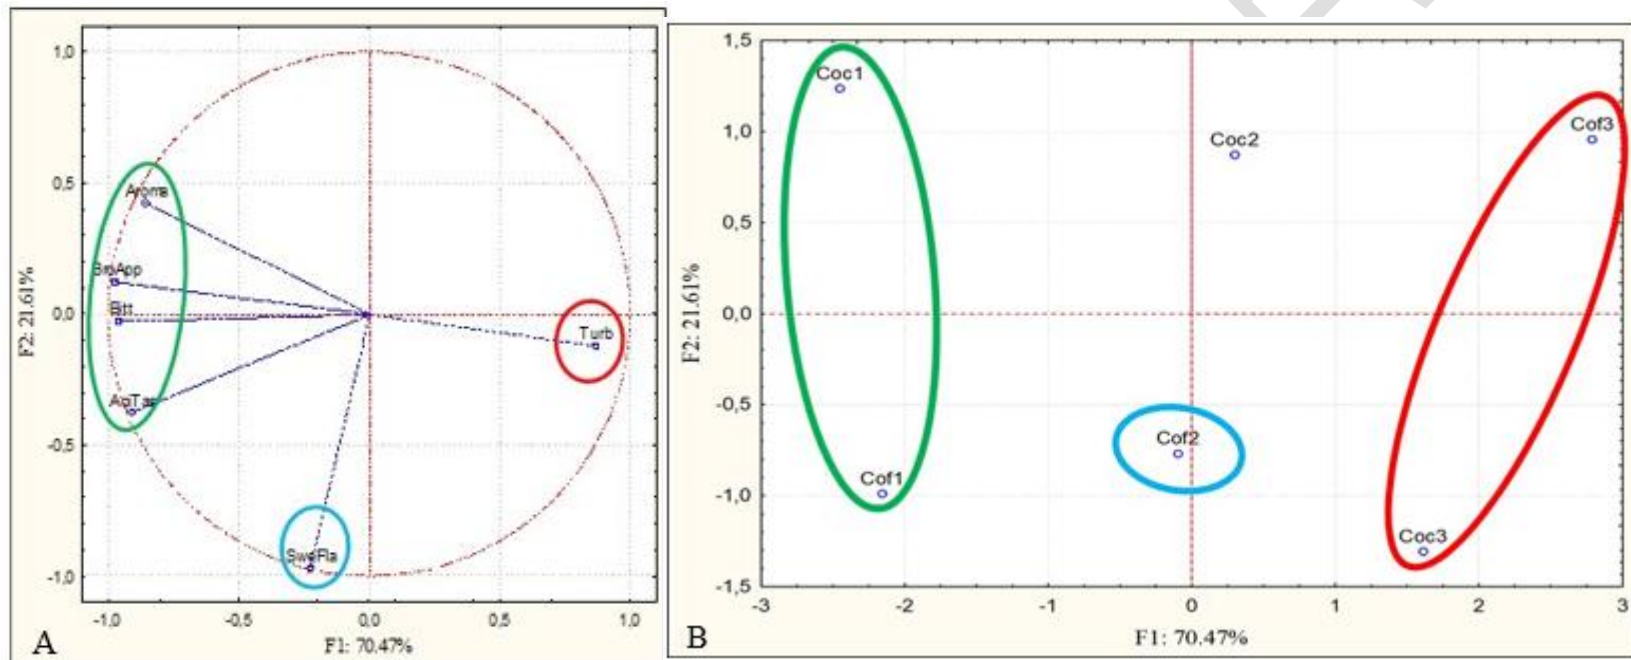 1,0
0,5
0,0
-0,5
-1,0
F2: 21.61%
Aroma
BroApp
Bitt
Turb
SweFla
-1,0 -0,5 0,0 0,5 1,0
F1: 70.47%
A
1,5
1,0
0,5
0,0
-0,5
-1,0
-1,5
F2: 21.61%
Coc1
Coc2
Cof3
Cof2
Cof1
Coc3
-3 -2 -1 0 1 2 3
F1: 70.47%
B